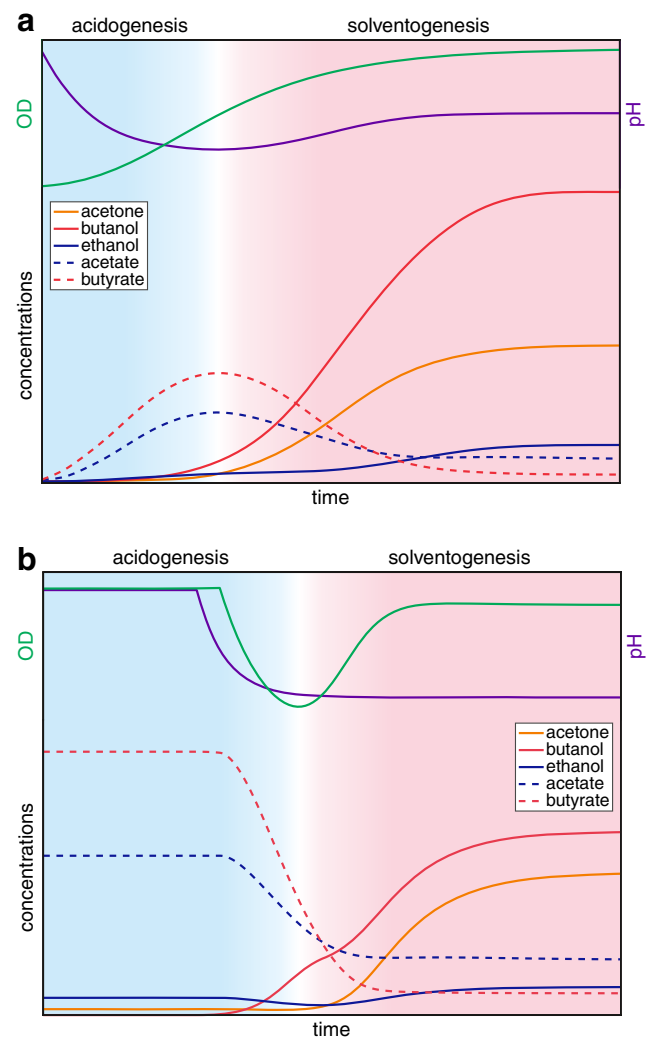 a
acidogenesis solventogenesis
OD
pH
acetone
butanol
ethanol
acetate
butyrate
concentrations
time
b
acidogenesis solventogenesis
OD
pH
acetone
butanol
ethanol
acetate
butyrate
concentrations
time